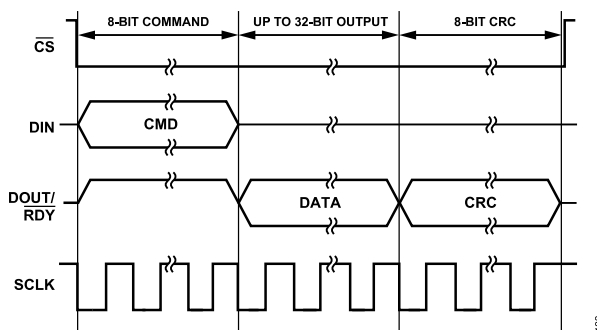 8-BIT COMMAND
UP TO 32-BIT OUTPUT
8-BIT CRC
CS
DIN
CMD
DOUT/
RDY
DATA
CRC
SCLK